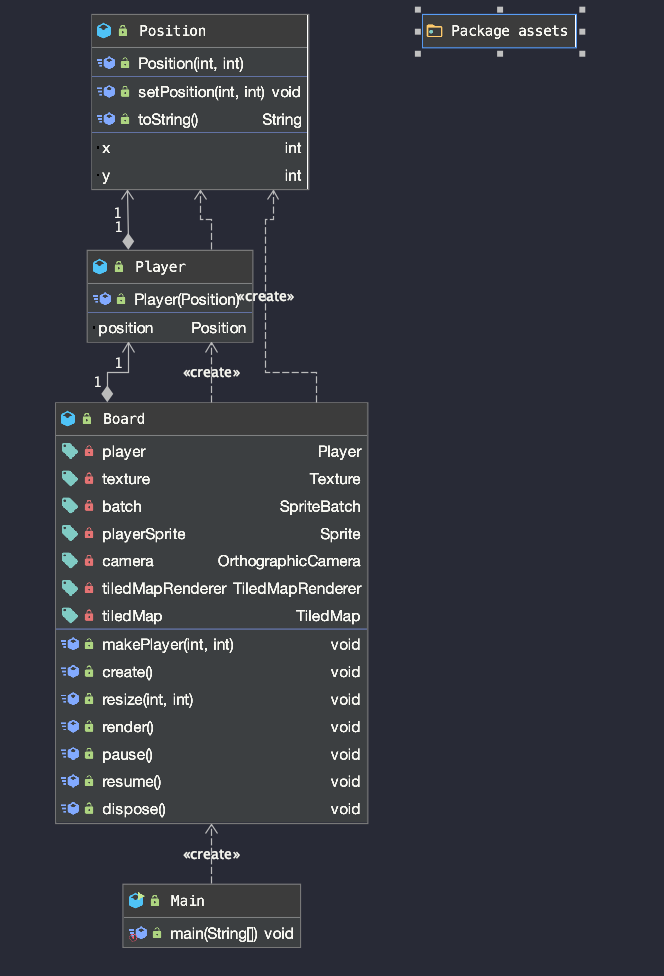 Position
Package assets
Position(int, int)
setPosition(int, int) void
toString() String
x int
y int
1
1
Player
Player(Position)
«create»
position Position
1
1
«create»
Board
player Player
texture Texture
batch SpriteBatch
playerSprite Sprite
camera OrthographicCamera
tiledMapRenderer TiledMapRenderer
tiledMap TiledMap
makePlayer(int, int) void
create() void
resize(int, int) void
render() void
pause() void
resume() void
dispose() void
«create»
Main
main(String[]) void